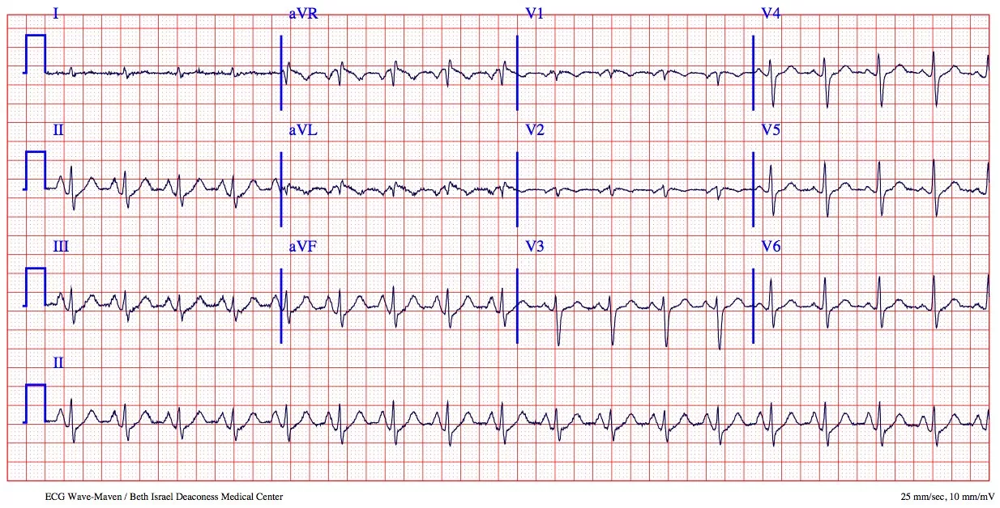 I aVR V1 V4
II aVL V2 V5
III aVF V3 V6
II
ECG Wave-Maven / Beth Israel Deaconess Medical Center 25 mm/sec, 10 mm/mV